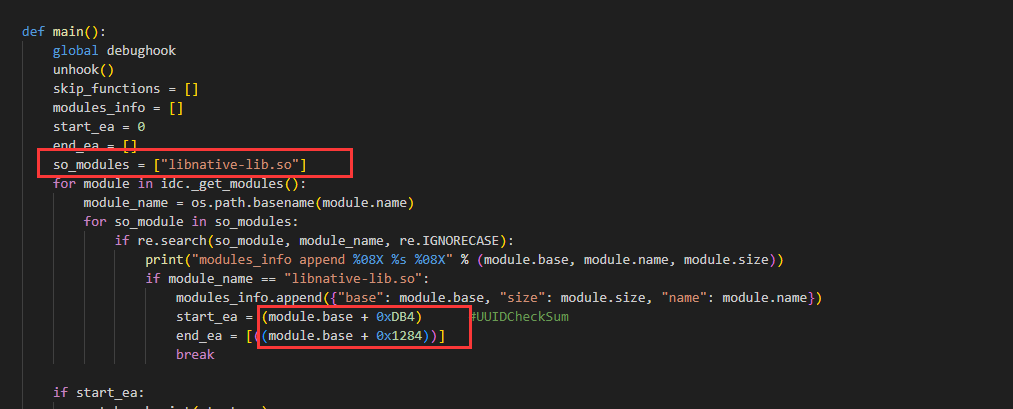 def main():
    global debughook
    unhook()
    skip_functions = []
    modules_info = []
    start_ea = 0
    end_ea = []
    so_modules = ["libnative-lib.so"]
    for module in idc._get_modules():
        module_name = os.path.basename(module.name)
        for so_module in so_modules:
            if re.search(so_module, module_name, re.IGNORECASE):
                print("modules_info append %08X %s %08X" % (module.base, module.name, module.size))
                if module_name == "libnative-lib.so":
                    modules_info.append({"base": module.base, "size": module.size, "name": module.name})
                    start_ea = (module.base + 0xDB4)      #UUIDCheckSum
                    end_ea = [((module.base + 0x1284))]
                    break
    if start_ea: